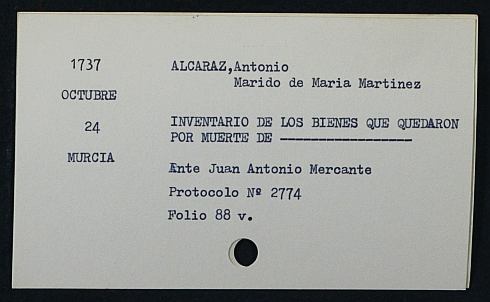 1737
OCTUBRE
24
MURCIA
ALCARAZ,Antonio
Marido de Maria Martinez
INVENTARIO DE LOS BIENES QUE QUEDARON
POR MUERTE DE -----------------
Ante Juan Antonio Mercante
Protocolo Nº 2774
Folio 88 v.